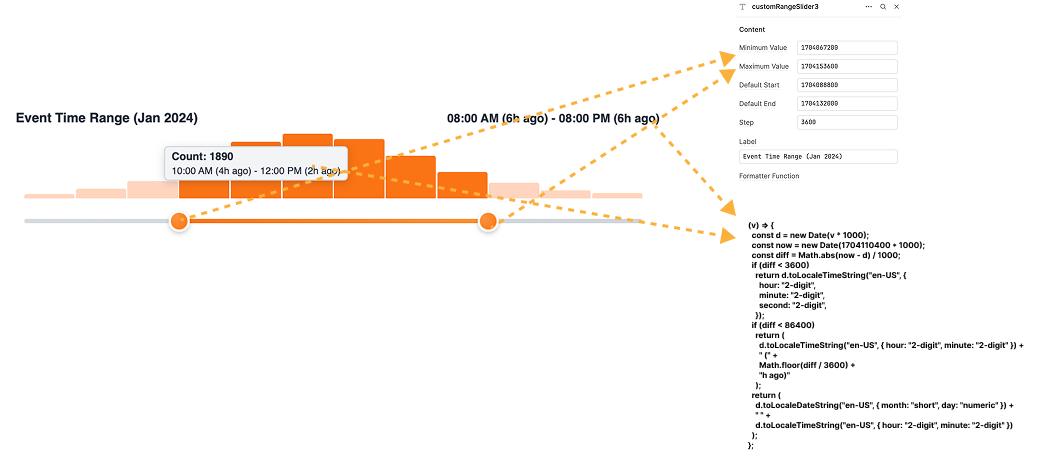 customRangeSlider3
Content
Minimum Value 1704067200
Maximum Value 1704153600
Default Start 1704088800
Default End 1704132000
Step 3600
Label
Event Time Range (Jan 2024)
Formatter Function
Event Time Range (Jan 2024) 08:00 AM (6h ago) - 08:00 PM (6h ago)
Count: 1890
10:00 AM (4h ago) - 12:00 PM (2h ago)
(v) => {
const d = new Date(v * 1000);
const now = new Date(1704110400 * 1000);
const diff = Math.abs(now - d) / 1000;
if (diff < 3600)
return d.toLocaleTimeString("en-US", {
hour: "2-digit",
minute: "2-digit",
second: "2-digit",
});
if (diff < 86400)
return (
d.toLocaleTimeString("en-US", { hour: "2-digit", minute: "2-digit" }) +
" (" +
Math.floor(diff / 3600) +
"h ago)"
);
return (
d.toLocaleDateString("en-US", { month: "short", day: "numeric" }) +
" " +
d.toLocaleTimeString("en-US", { hour: "2-digit", minute: "2-digit" })
);
};